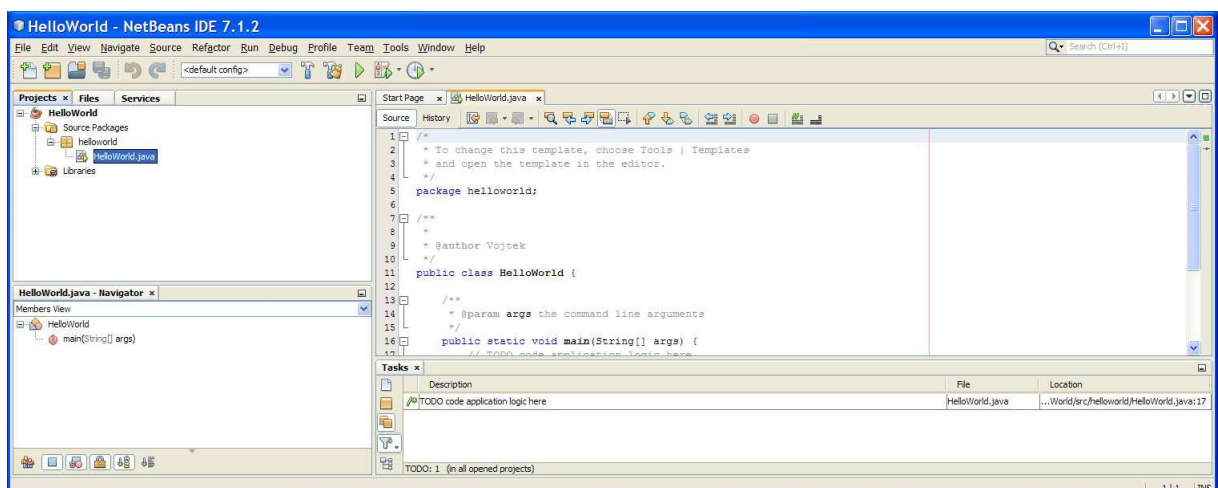 HelloWorld - NetBeans IDE 7.1.2
File Edit View Navigate Source Refactor Run Debug Profile Team Tools Window Help
Search (Ctrl+I)
<default config>
Projects Files Services
HelloWorld
Source Packages
helloworld
HelloWorld.java
Libraries
HelloWorld.java - Navigator
Members View
HelloWorld
main(String[] args)
Start Page HelloWorld.java
Source History
1 /*
2 * To change this template, choose Tools | Templates
3 * and open the template in the editor.
4 */
5 package helloworld;
6
7 /**
8 *
9 * @author Vojtek
10 */
11 public class HelloWorld {
12
13 /**
14 * @param args the command line arguments
15 */
16 public static void main(String[] args) {
17 // TODO code application logic here
Tasks
Description File Location
TODO code application logic here HelloWorld.java ...World/src/helloworld/HelloWorld.java:17
TODO: 1 (in all opened projects)